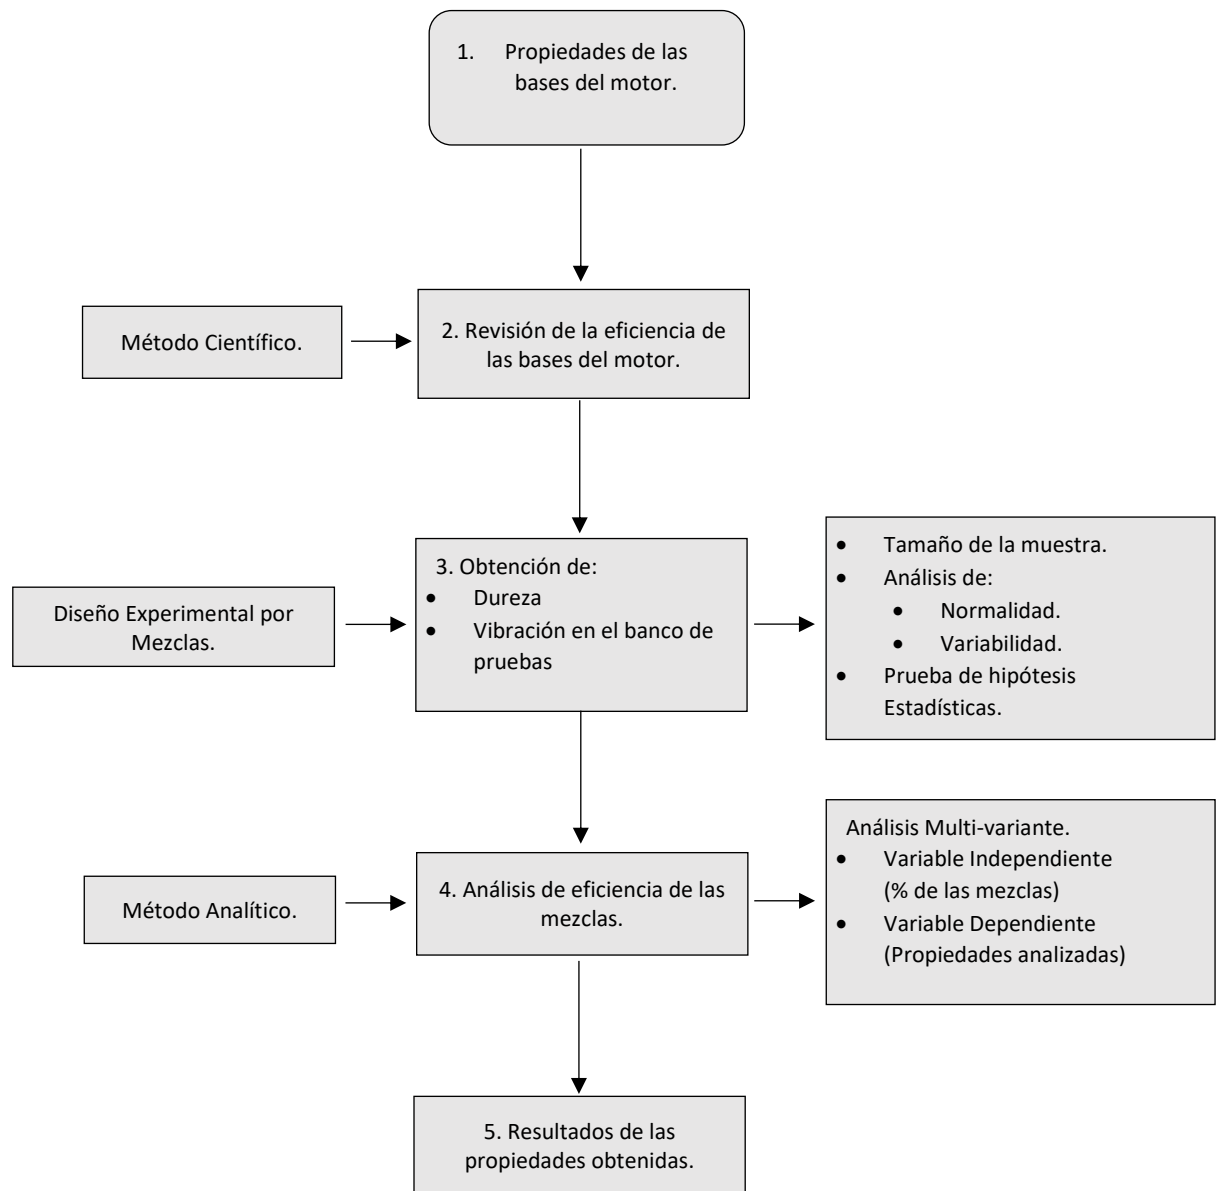 1. Propiedades de las
bases del motor.
Método Científico.
2. Revisión de la eficiencia de
las bases del motor.
Diseño Experimental por
Mezclas.
3. Obtención de:
• Dureza
• Vibración en el banco de
pruebas
• Tamaño de la muestra.
• Análisis de:
• Normalidad.
• Variabilidad.
• Prueba de hipótesis
Estadísticas.
Método Analítico.
4. Análisis de eficiencia de las
mezclas.
Análisis Multi-variante.
• Variable Independiente
(% de las mezclas)
• Variable Dependiente
(Propiedades analizadas)
5. Resultados de las
propiedades obtenidas.